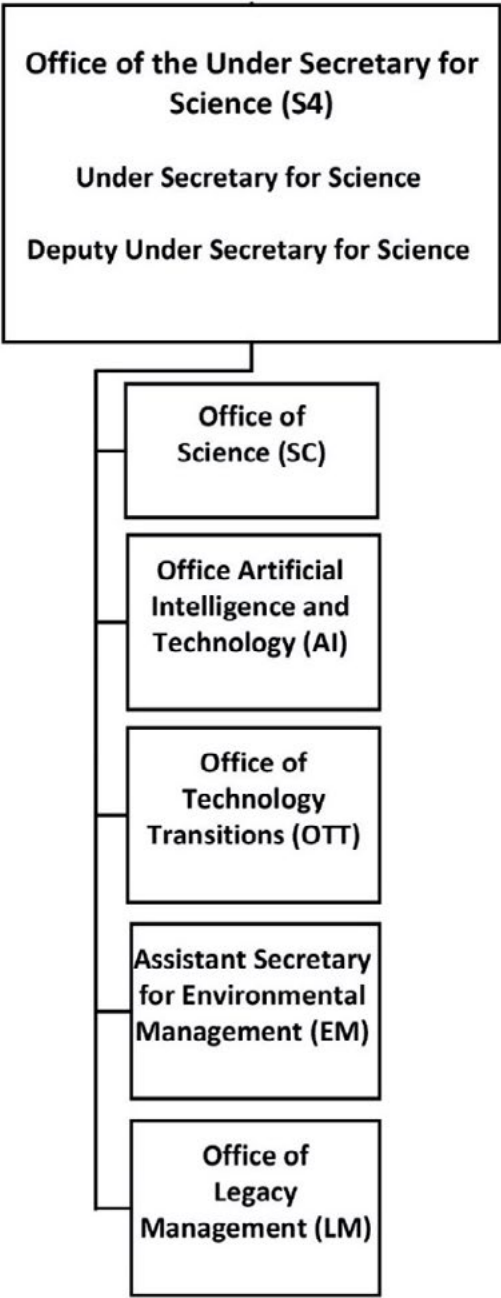 Office of the Under Secretary for
Science (S4)
Under Secretary for Science
Deputy Under Secretary for Science
Office of
Science (SC)
Office Artificial
Intelligence and
Technology (AI)
Office of
Technology
Transitions (OTT)
Assistant Secretary
for Environmental
Management (EM)
Office of
Legacy
Management (LM)